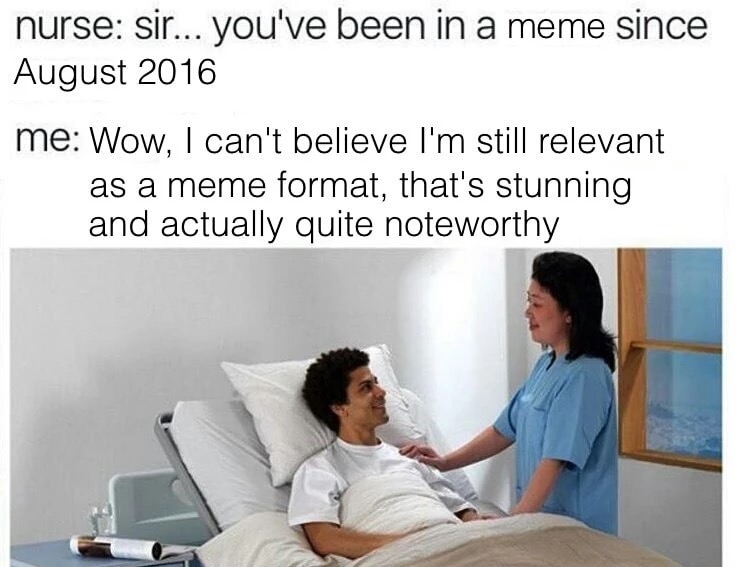 nurse: sir... you've been in a meme since
August 2016
me: Wow, I can't believe I'm still relevant
as a meme format, that's stunning
and actually quite noteworthy